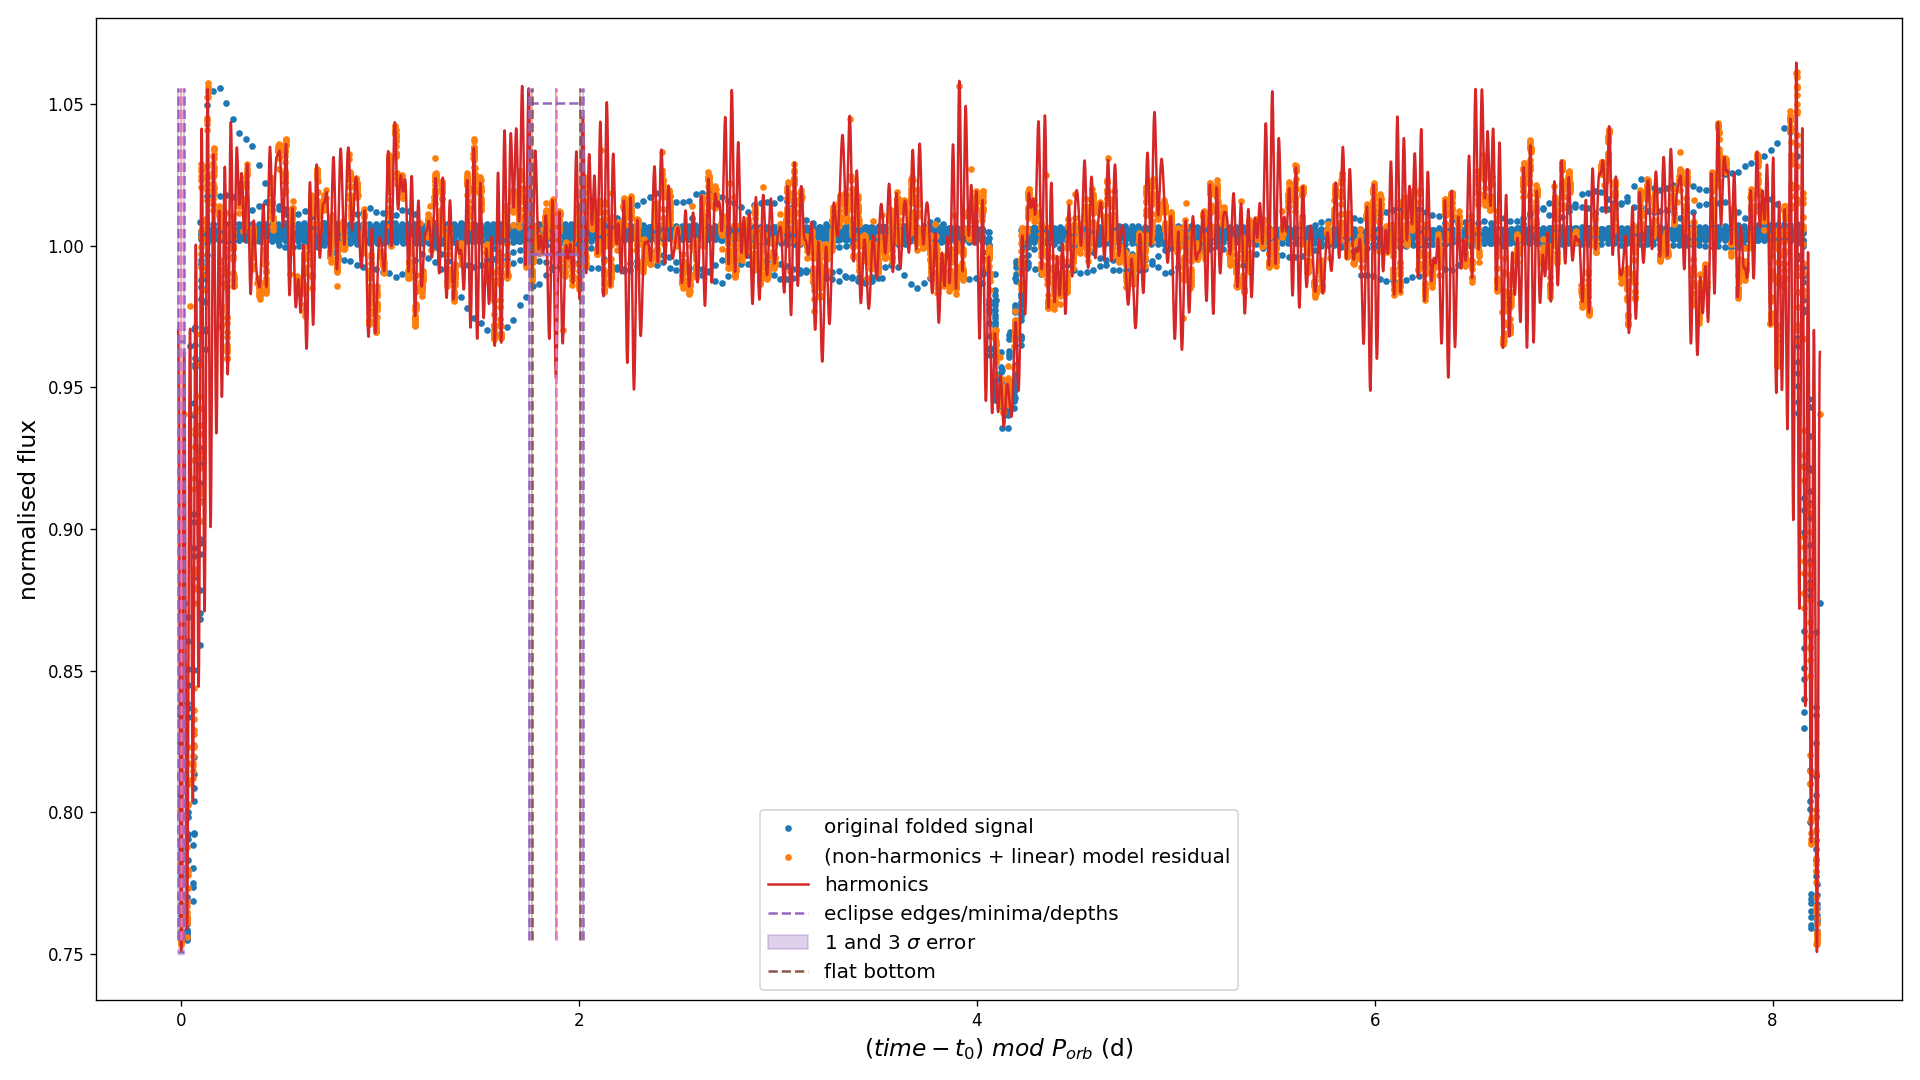 normalised flux
1.05
1.00
0.95
0.90
0.85
0.80
0.75
original folded signal
(non-harmonics + linear) model residual
harmonics
eclipse edges/minima/depths
1 and 3 σ error
flat bottom
0 2 4 6 8
(time − t₀) mod Pₒᵣb (d)